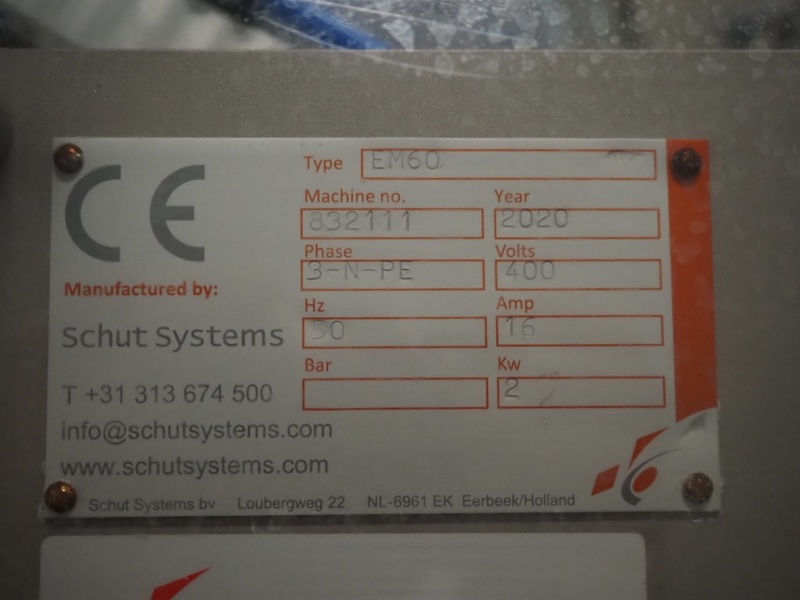 CE
Type EM60
Machine no. Year
832111 2020
Phase Volts
3-N-PE 400
Manufactured by:
Hz Amp
50 16
Schut Systems
Bar Kw
2
T +31 313 674 500
info@schutsystems.com
www.schutsystems.com
Schut Systems bv Loubergweg 22 NL-6961 EK Eerbeek/Holland